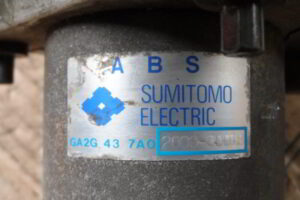 ABS
SUMITOMO
ELECTRIC
GA2G 43 7A0